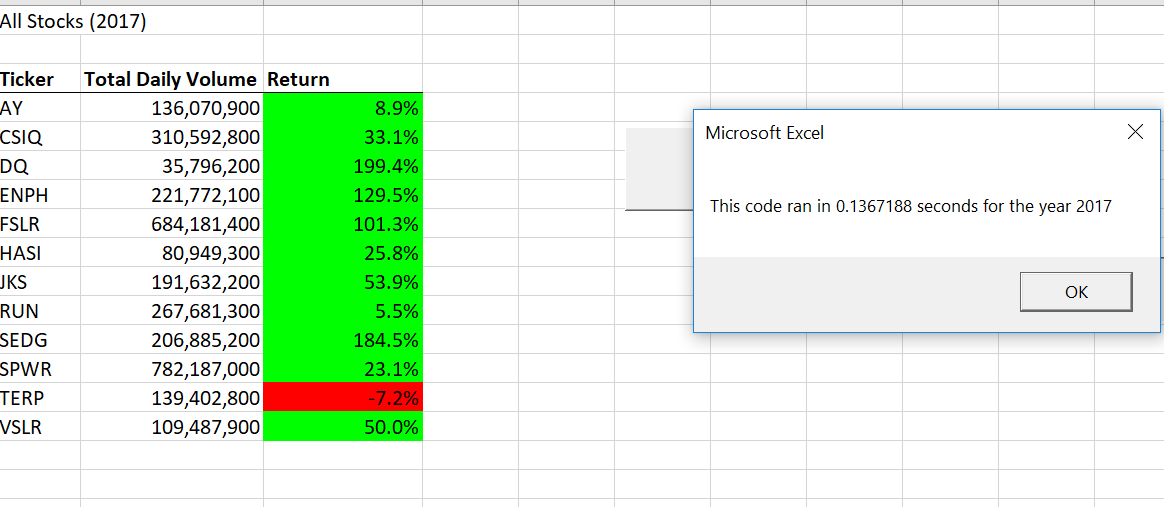 All Stocks (2017)
Ticker Total Daily Volume Return
AY 136,070,900 8.9%
CSIQ 310,592,800 33.1%
DQ 35,796,200 199.4%
ENPH 221,772,100 129.5%
FSLR 684,181,400 101.3%
HASI 80,949,300 25.8%
JKS 191,632,200 53.9%
RUN 267,681,300 5.5%
SEDG 206,885,200 184.5%
SPWR 782,187,000 23.1%
TERP 139,402,800 -7.2%
VSLR 109,487,900 50.0%
Microsoft Excel
This code ran in 0.1367188 seconds for the year 2017
OK